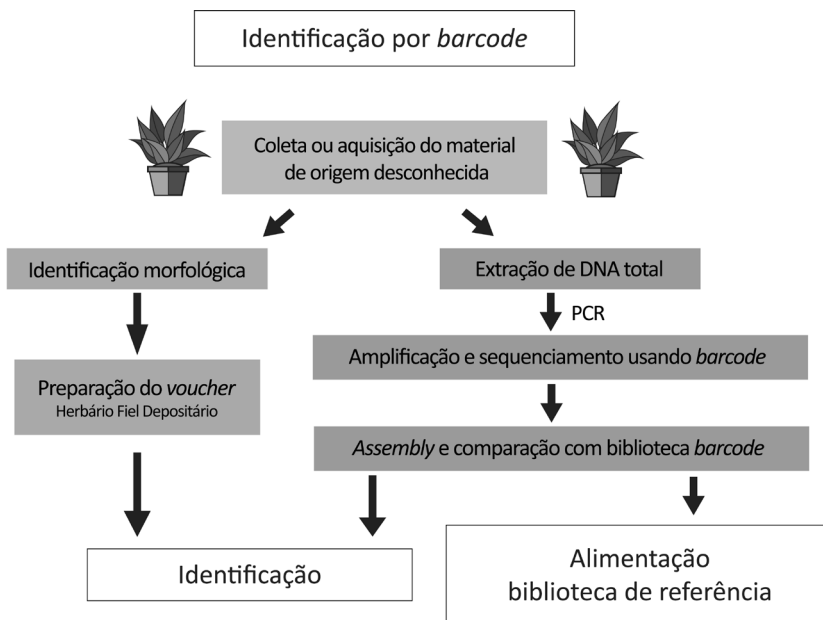 Identificação por barcode
Coleta ou aquisição do material
de origem desconhecida
Identificação morfológica
Extração de DNA total
PCR
Amplificação e sequenciamento usando barcode
Preparação do voucher
Herbário Fiel Depositário
Assembly e comparação com biblioteca barcode
Identificação
Alimentação
biblioteca de referência